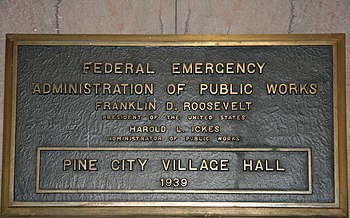 FEDERAL EMERGENCY
ADMINISTRATION OF PUBLIC WORKS
FRANKLIN D. ROOSEVELT
PRESIDENT OF THE UNITED STATES
HAROLD L. ICKES
ADMINISTRATOR OF PUBLIC WORKS
PINE CITY VILLAGE HALL
1939